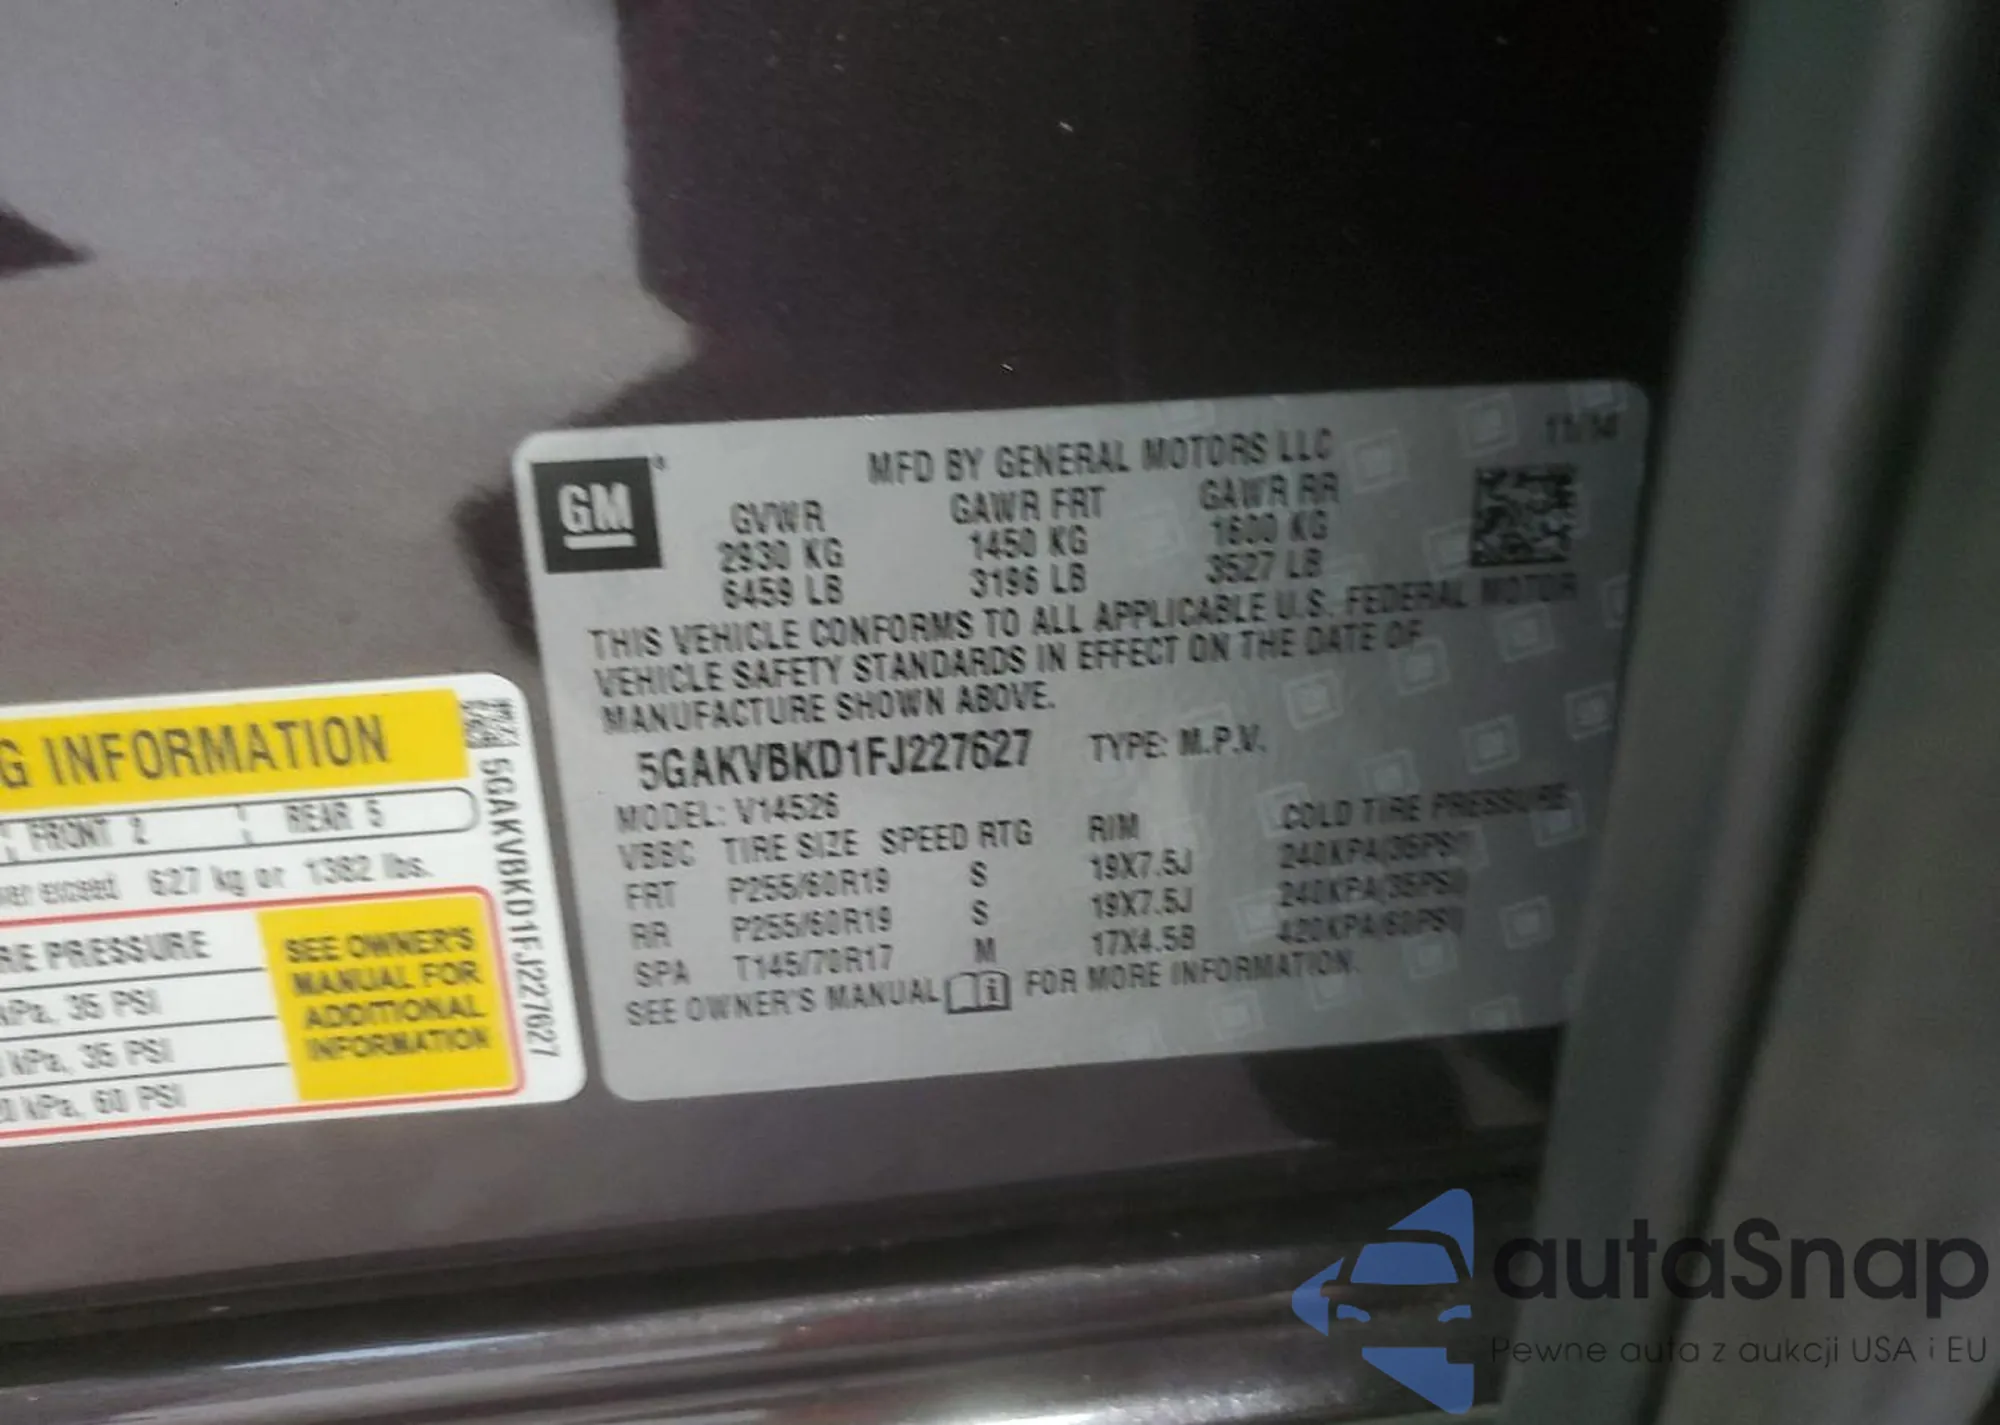 11/14
MFD BY GENERAL MOTORS LLC
GM
GVWR GAWR FRT GAWR RR
2930 KG 1450 KG 1600 KG
6459 LB 3196 LB 3527 LB
THIS VEHICLE CONFORMS TO ALL APPLICABLE U.S. FEDERAL MOTOR
VEHICLE SAFETY STANDARDS IN EFFECT ON THE DATE OF
MANUFACTURE SHOWN ABOVE.
5GAKVBKD1FJ227627 TYPE: M.P.V.
MODEL: V14526
VBBC TIRE SIZE SPEED RTG RIM COLD TIRE PRESSURE
FRT P255/60R19 S 19X7.5J 240KPA(35PSI)
RR P255/60R19 S 19X7.5J 240KPA(35PSI)
SPA T145/70R17 M 17X4.5B 420KPA(60PSI)
SEE OWNER'S MANUAL FOR MORE INFORMATION.
G INFORMATION
FRONT 2 REAR 5
ver exceed 627 kg or 1382 lbs.
RE PRESSURE
kPa, 35 PSI
kPa, 35 PSI
0 kPa, 60 PSI
SEE OWNER'S
MANUAL FOR
ADDITIONAL
INFORMATION
5GAKVBKD1FJ227627
autaSnap
Pewne auta z aukcji USA i EU